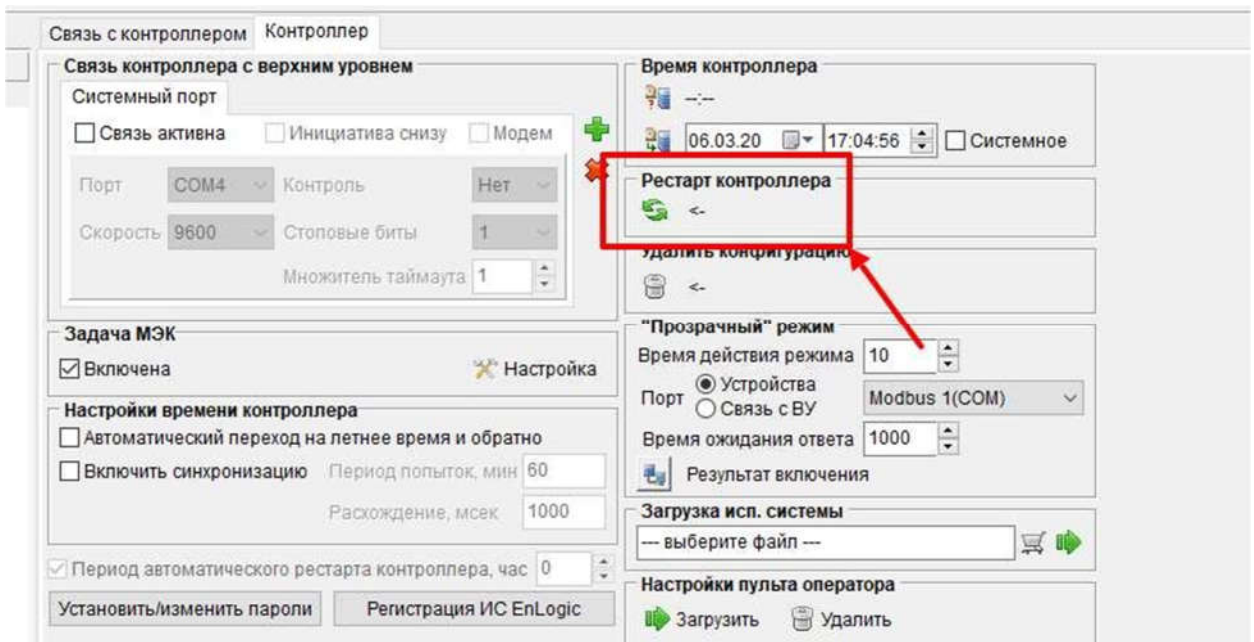 Связь с контроллером Контроллер
Связь контроллера с верхним уровнем
Системный порт
Связь активна Инициатива снизу Модем
Порт COM4 Контроль Нет
Скорость 9600 Стоповые биты 1
Множитель таймаута 1
Задача МЭК
Включена Настройка
Настройки времени контроллера
Автоматический переход на летнее время и обратно
Включить синхронизацию Период попыток, мин 60
Расхождение, мсек 1000
Период автоматического рестарта контроллера, час 0
Установить/изменить пароли Регистрация ИС EnLogic
Время контроллера
--:--
06.03.20 17:04:56 Системное
Рестарт контроллера
<-
Удалить конфигурацию
<-
"Прозрачный" режим
Время действия режима 10
Порт Устройства Modbus 1(COM)
Связь с ВУ
Время ожидания ответа 1000
Результат включения
Загрузка исп. системы
--- выберите файл ---
Настройки пульта оператора
Загрузить Удалить